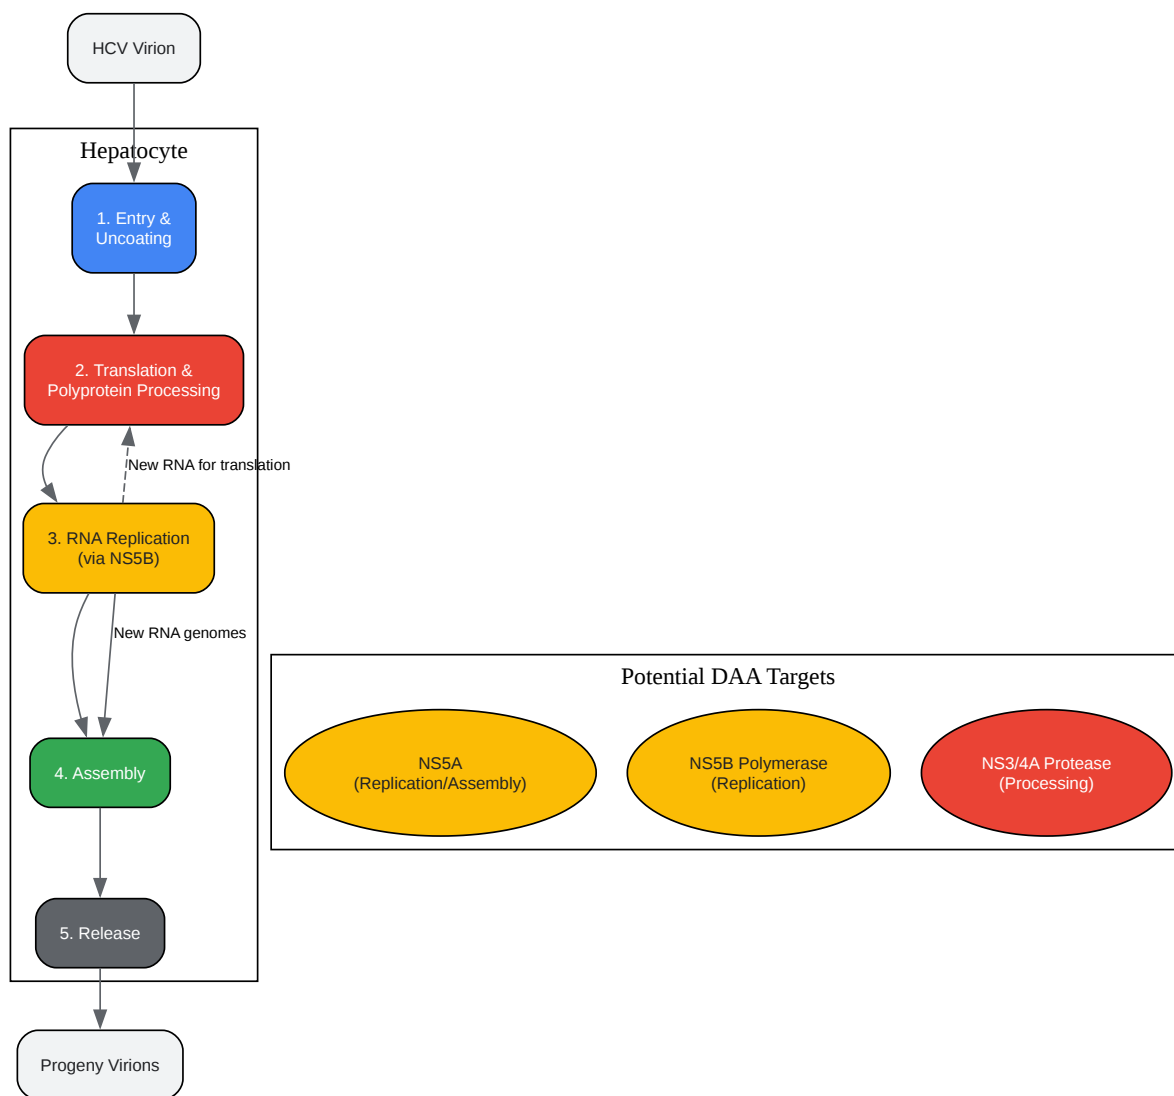 HCV Virion
Hepatocyte
1. Entry &
Uncoating
2. Translation &
Polyprotein Processing
New RNA for translation
3. RNA Replication
(via NS5B)
New RNA genomes
4. Assembly
5. Release
Progeny Virions
Potential DAA Targets
NS5A
(Replication/Assembly)
NS5B Polymerase
(Replication)
NS3/4A Protease
(Processing)